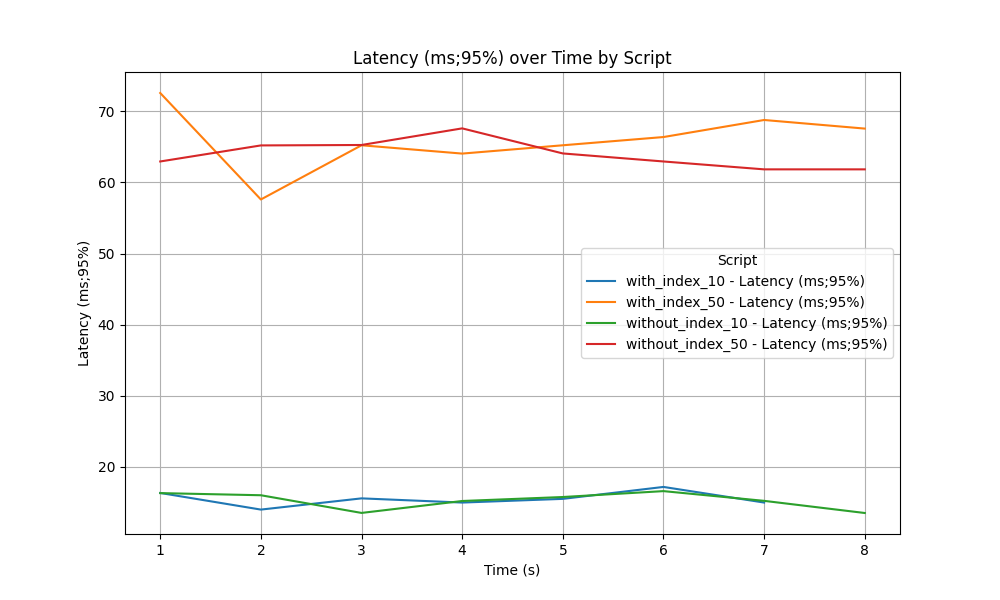 Latency (ms;95%) over Time by Script
Latency (ms;95%)
70
60
50
40
30
20
Script
with_index_10 - Latency (ms;95%)
with_index_50 - Latency (ms;95%)
without_index_10 - Latency (ms;95%)
without_index_50 - Latency (ms;95%)
1 2 3 4 5 6 7 8
Time (s)